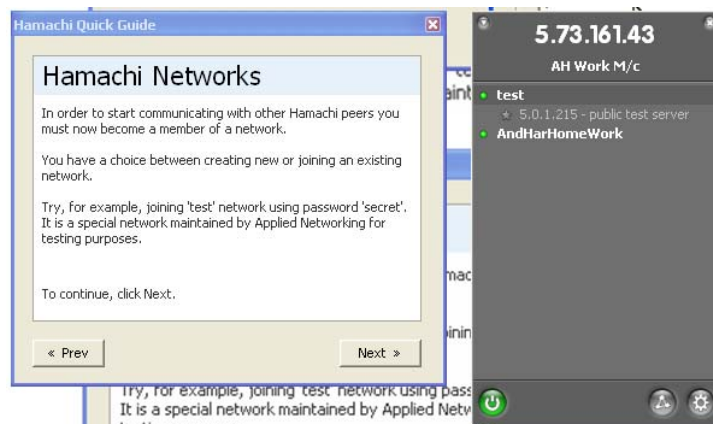 Hamachi Quick Guide
Hamachi Networks
In order to start communicating with other Hamachi peers you
must now become a member of a network.
You have a choice between creating new or joining an existing
network.
Try, for example, joining 'test' network using password 'secret'.
It is a special network maintained by Applied Networking for
testing purposes.
To continue, click Next.
« Prev
Next »
Try, for example, joining 'test' network using pass
It is a special network maintained by Applied Netw
5.73.161.43
AH Work M/c
test
5.0.1.215 - public test server
AndHarHomeWork